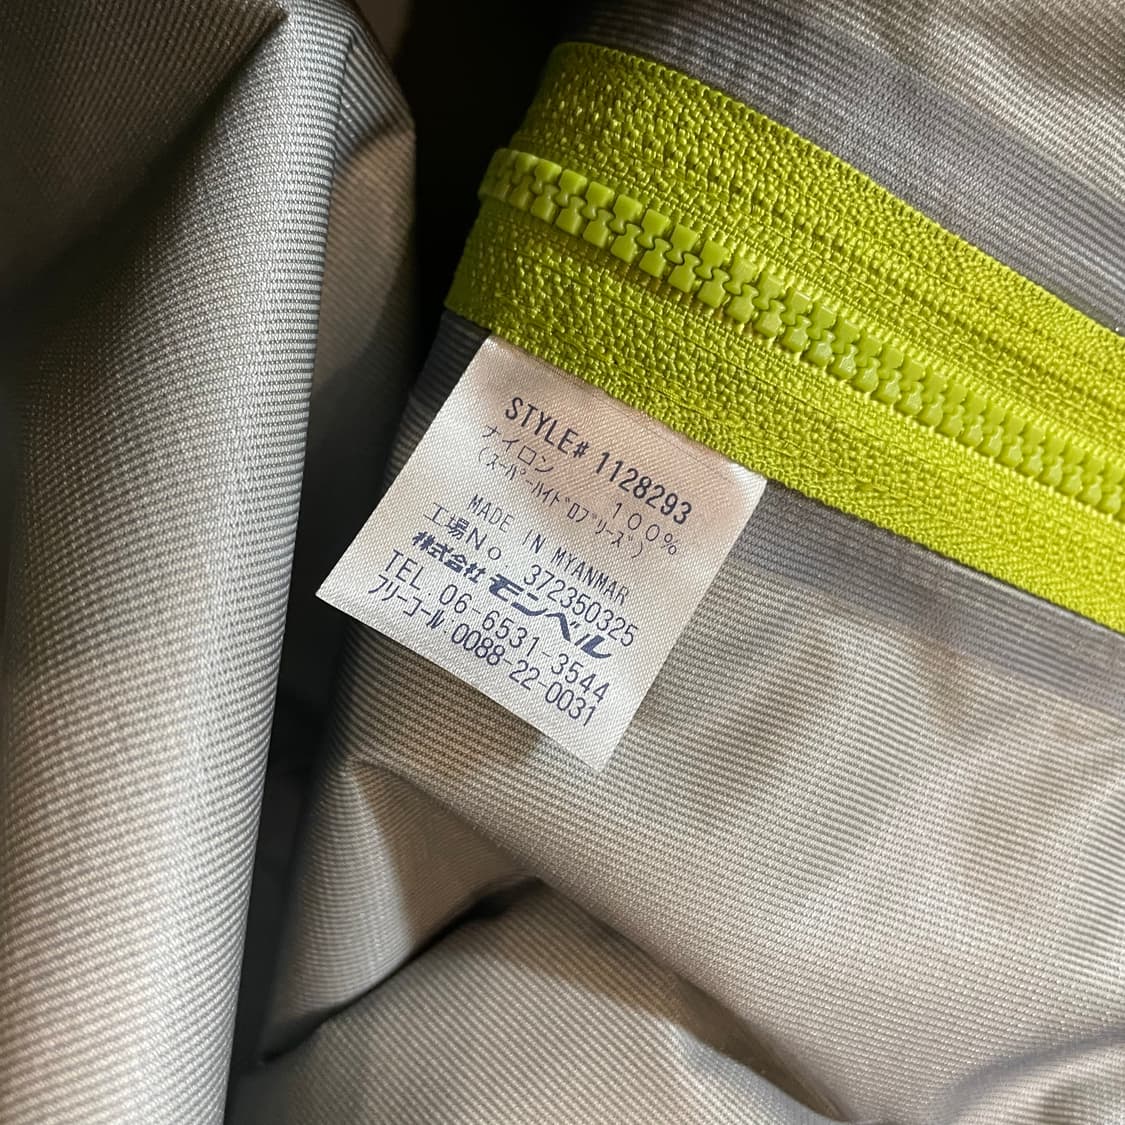 STYLE# 1128293
ナイロン 100%
(スーパーハイドロブリーズ)
MADE IN MYANMAR
工場No. 372350325
株式会社 モンベル
TEL 06-6531-3544
フリーコール:0088-22-0031